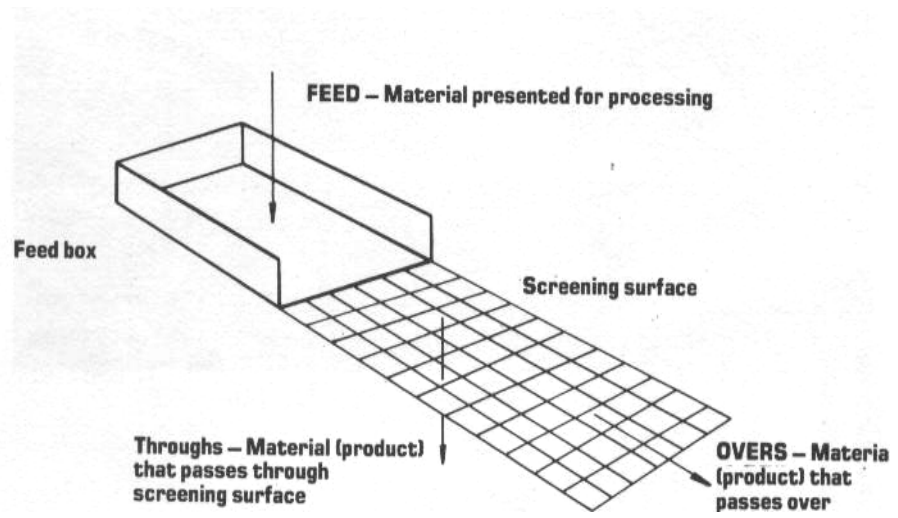 FEED – Material presented for processing
Feed box
Screening surface
Throughs – Material (product)
that passes through
screening surface
OVERS – Materia
(product) that
passes over